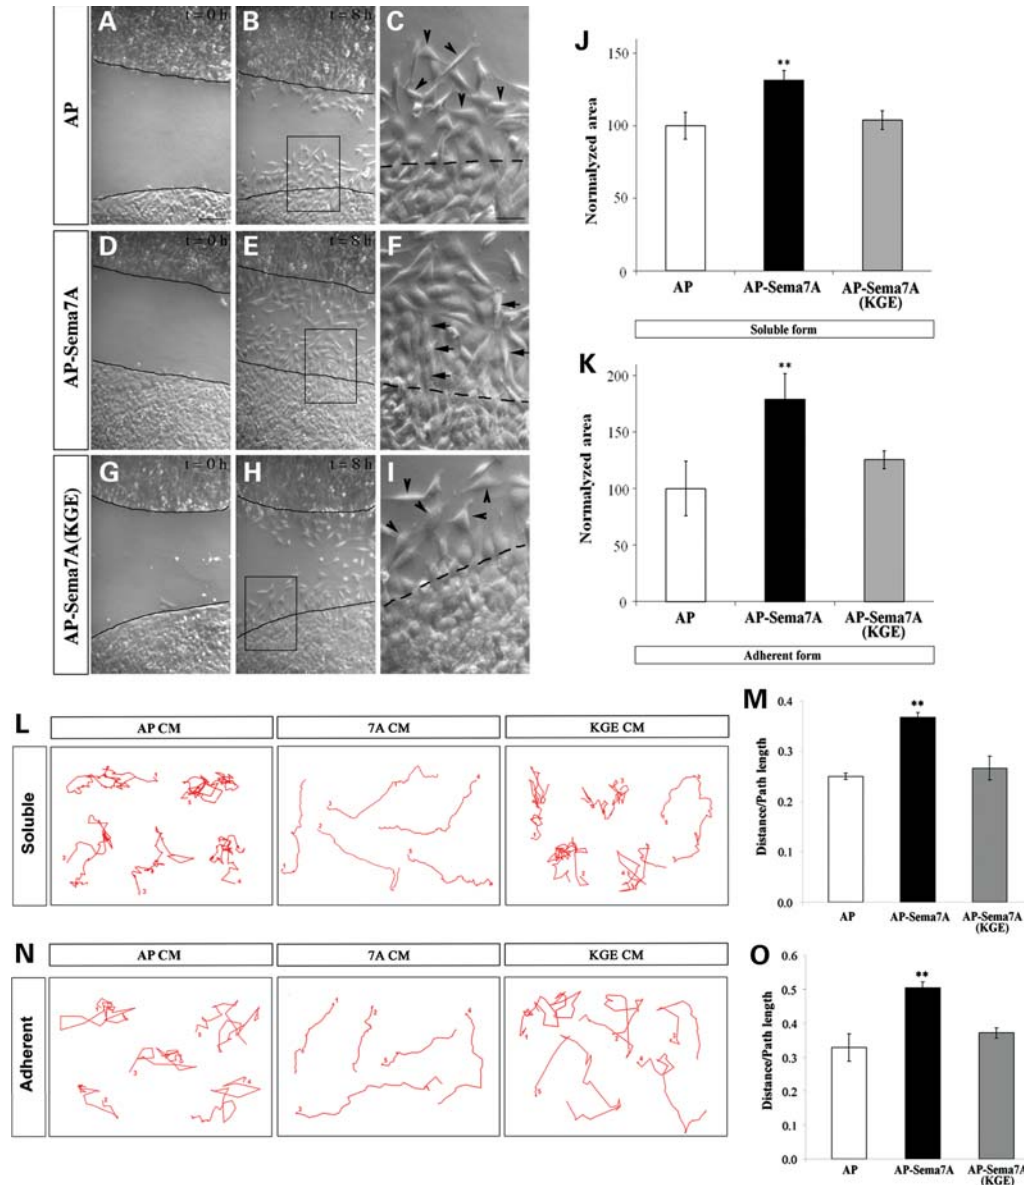 AP
A
t = 0 h
B
t = 8 h
C
AP-Sema7A
D
t = 0 h
E
t = 8 h
F
AP-Sema7A(KGE)
G
t = 0 h
H
t = 8 h
I
J
Normalyzed area
150
100
50
0
**
AP
AP-Sema7A
AP-Sema7A
(KGE)
Soluble form
K
Normalyzed area
200
150
100
50
0
**
AP
AP-Sema7A
AP-Sema7A
(KGE)
Adherent form
L
AP CM
7A CM
KGE CM
Soluble
M
Distance/Path length
0.4
0.3
0.2
0.1
0.0
**
AP
AP-Sema7A
AP-Sema7A
(KGE)
N
AP CM
7A CM
KGE CM
Adherent
O
Distance/Path length
0.6
0.5
0.4
0.3
0.1
0.0
**
AP
AP-Sema7A
AP-Sema7A
(KGE)